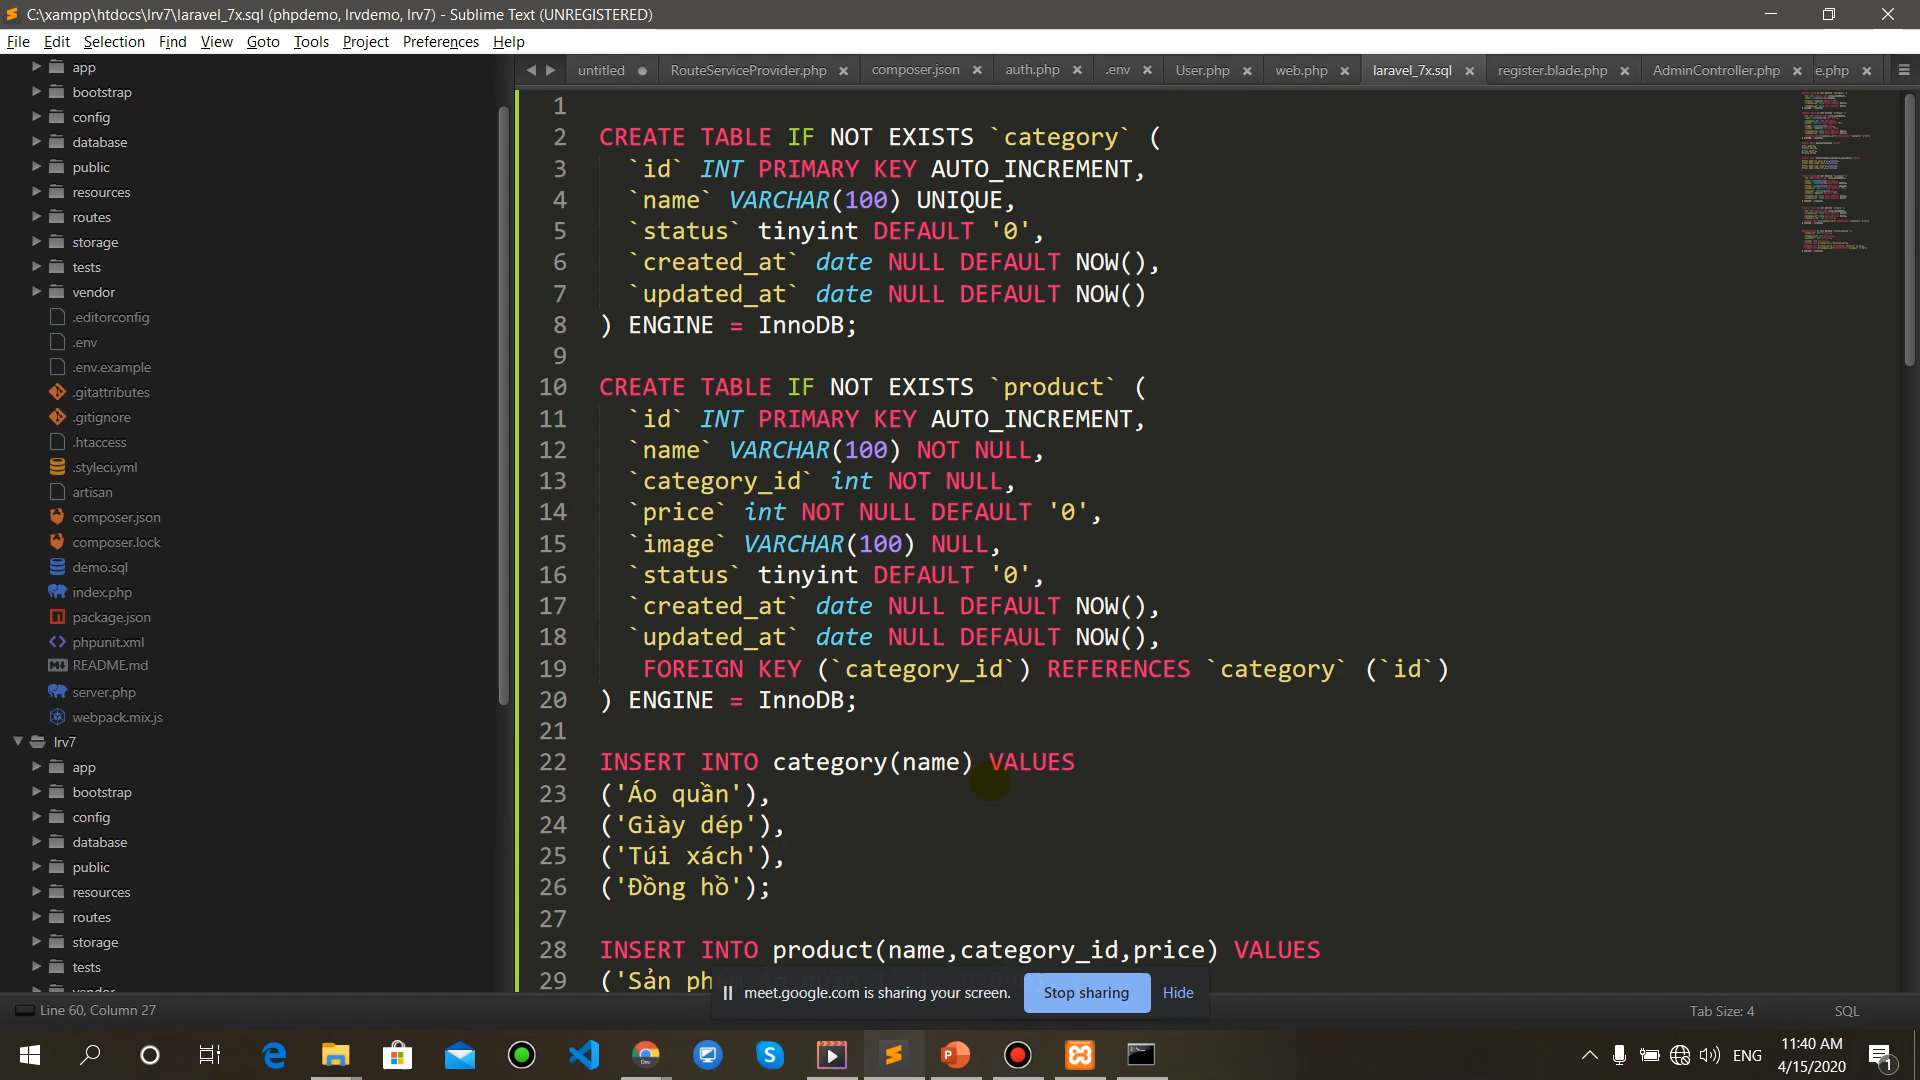 C:\xampp\htdocs\lrv7\laravel_7x.sql (phpdemo, lrvdemo, lrv7) - Sublime Text (UNREGISTERED)
File Edit Selection Find View Goto Tools Project Preferences Help
app
bootstrap
config
database
public
resources
routes
storage
tests
vendor
.editorconfig
.env
.env.example
.gitattributes
.gitignore
.htaccess
.styleci.yml
artisan
composer.json
composer.lock
demo.sql
index.php
package.json
phpunit.xml
README.md
server.php
webpack.mix.js
lrv7
app
bootstrap
config
database
public
resources
routes
storage
tests
untitled RouteServiceProvider.php composer.json auth.php .env User.php web.php laravel_7x.sql register.blade.php AdminController.php e.php
1
2 CREATE TABLE IF NOT EXISTS `category` (
3 `id` INT PRIMARY KEY AUTO_INCREMENT,
4 `name` VARCHAR(100) UNIQUE,
5 `status` tinyint DEFAULT '0',
6 `created_at` date NULL DEFAULT NOW(),
7 `updated_at` date NULL DEFAULT NOW()
8 ) ENGINE = InnoDB;
9
10 CREATE TABLE IF NOT EXISTS `product` (
11 `id` INT PRIMARY KEY AUTO_INCREMENT,
12 `name` VARCHAR(100) NOT NULL,
13 `category_id` int NOT NULL,
14 `price` int NOT NULL DEFAULT '0',
15 `image` VARCHAR(100) NULL,
16 `status` tinyint DEFAULT '0',
17 `created_at` date NULL DEFAULT NOW(),
18 `updated_at` date NULL DEFAULT NOW(),
19 FOREIGN KEY (`category_id`) REFERENCES `category` (`id`)
20 ) ENGINE = InnoDB;
21
22 INSERT INTO category(name) VALUES
23 ('Áo quần'),
24 ('Giày dép'),
25 ('Túi xách'),
26 ('Đồng hồ');
27
28 INSERT INTO product(name,category_id,price) VALUES
29 ('Sản ph
meet.google.com is sharing your screen. Stop sharing Hide
Line 60, Column 27 Tab Size: 4 SQL
ENG 11:40 AM
4/15/2020
1